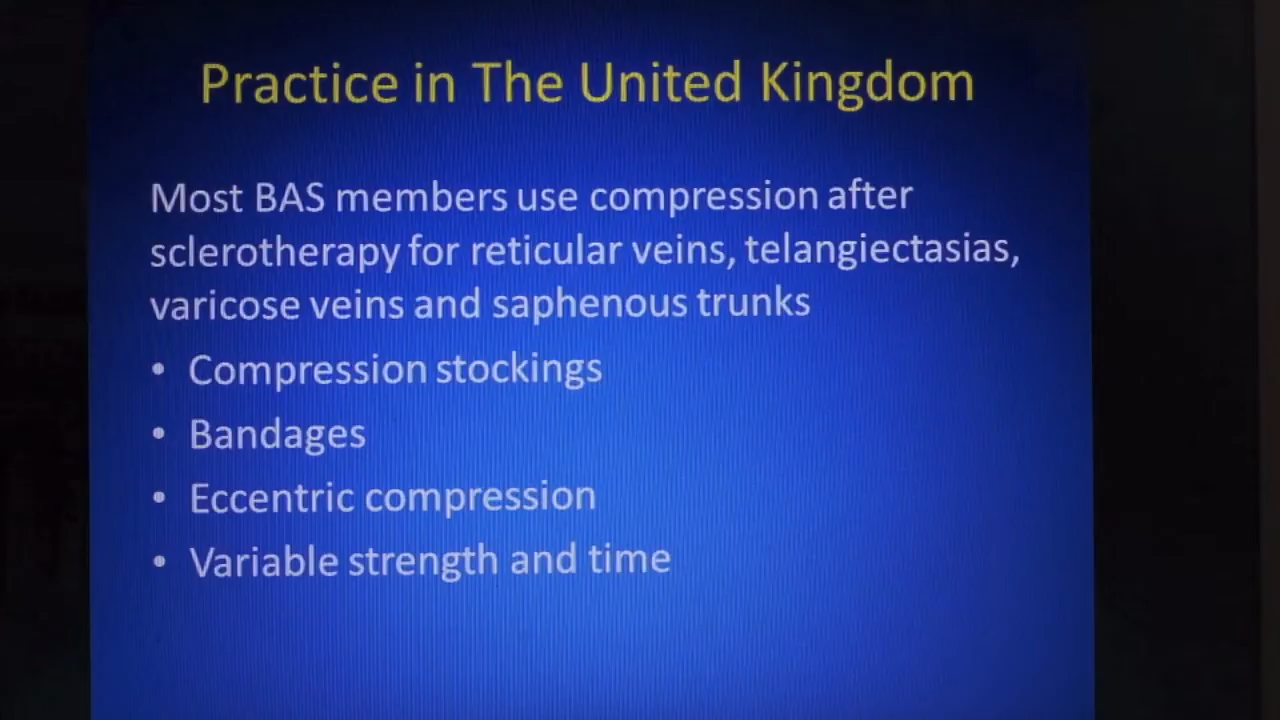 Practice in The United Kingdom
Most BAS members use compression after
sclerotherapy for reticular veins, telangiectasias,
varicose veins and saphenous trunks
• Compression stockings
• Bandages
• Eccentric compression
• Variable strength and time